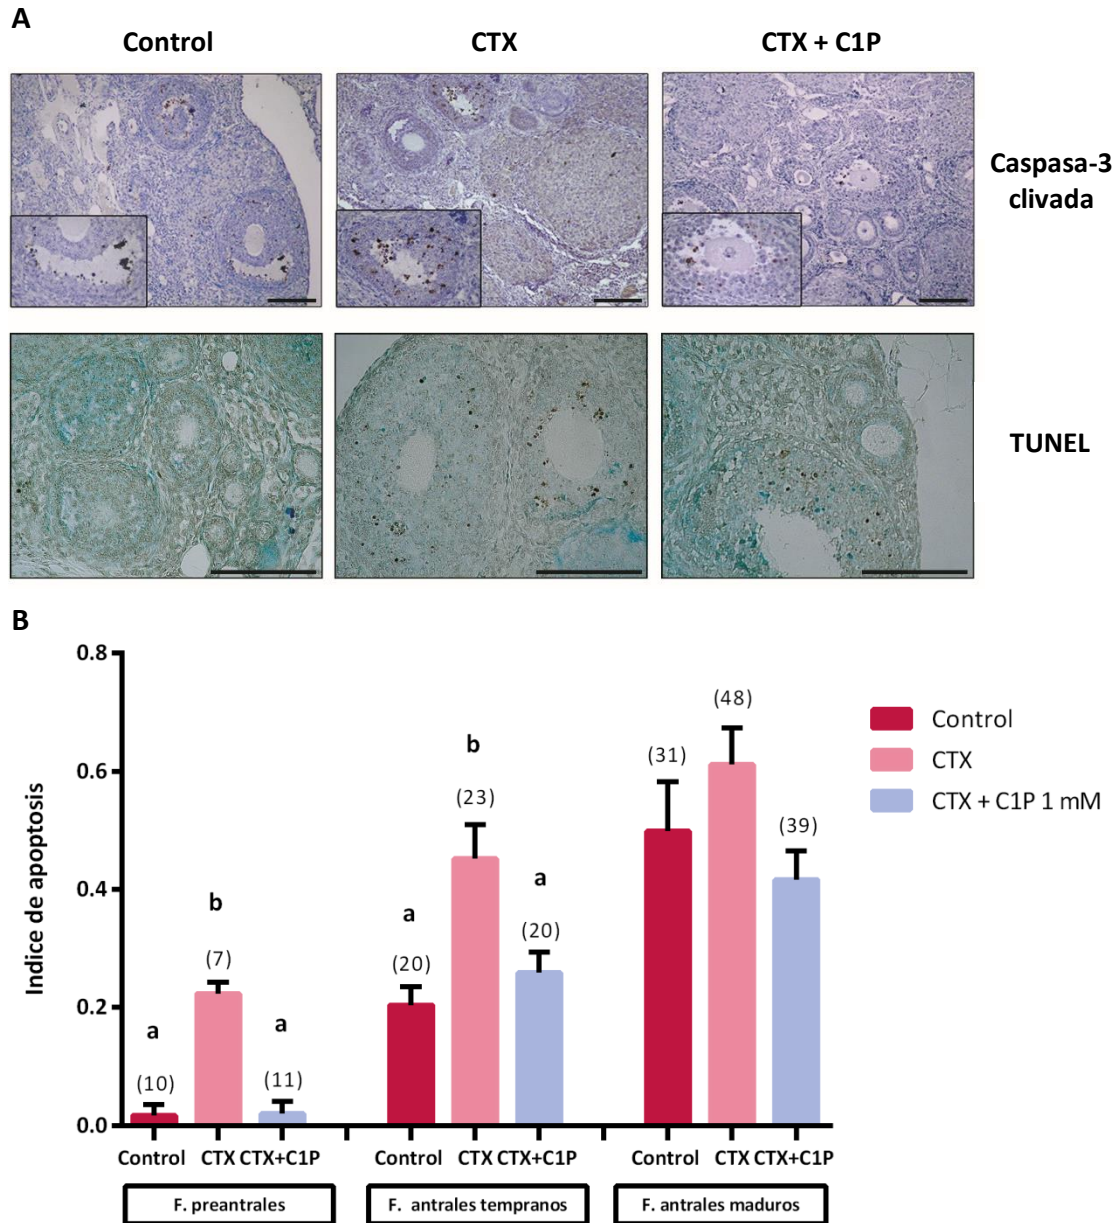 A
Control CTX CTX + C1P
Caspasa-3
clivada
TUNEL
B
Indice de apoptosis
0.8
0.6
0.4
0.2
0.0
a
(10)
b
(7)
a
(11)
a
(20)
b
(23)
a
(20)
(31)
(48)
(39)
Control
CTX
CTX + C1P 1 mM
Control CTX CTX+C1P Control CTX CTX+C1P Control CTX CTX+C1P
F. preantrales F. antrales tempranos F. antrales maduros